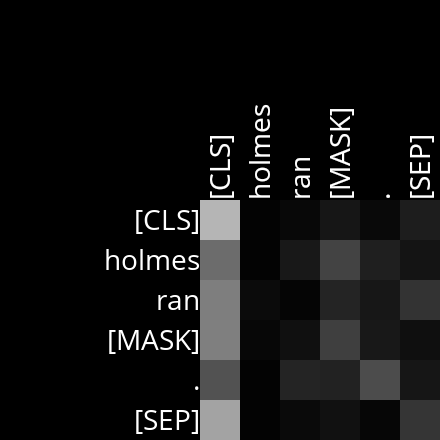 [CLS] holmes ran [MASK] . [SEP]
[CLS]
holmes
ran
[MASK]
.
[SEP]